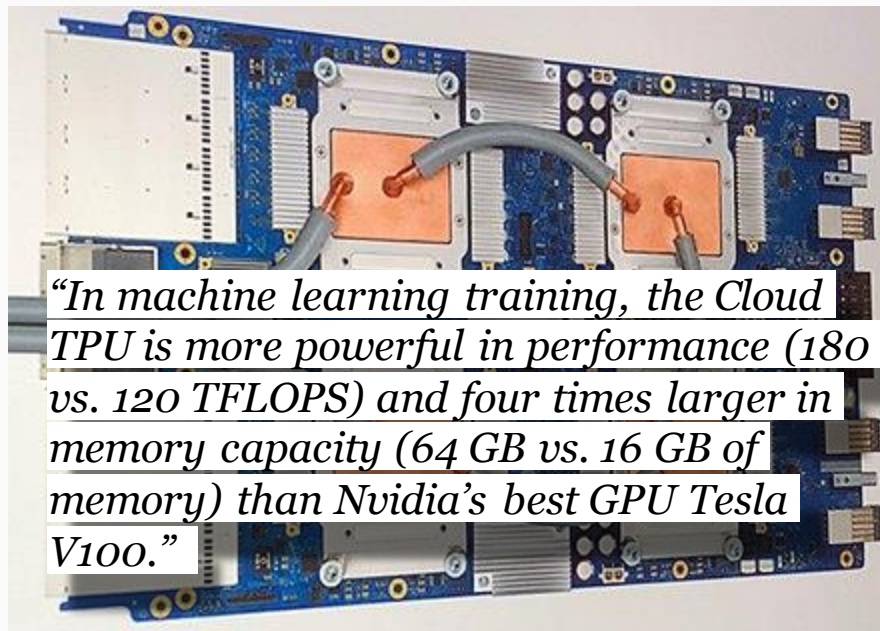 “In machine learning training, the Cloud
TPU is more powerful in performance (180
vs. 120 TFLOPS) and four times larger in
memory capacity (64 GB vs. 16 GB of
memory) than Nvidia’s best GPU Tesla
V100.”